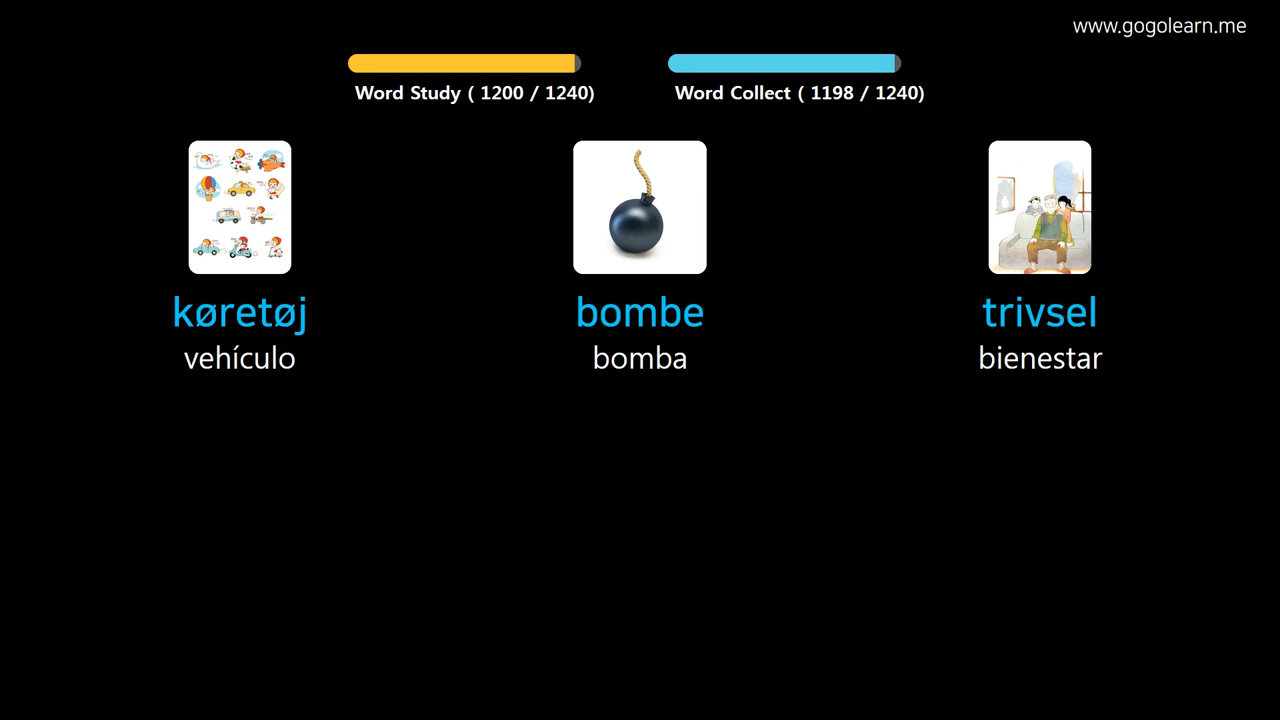 www.gogolearn.me
Word Study ( 1200 / 1240)
Word Collect ( 1198 / 1240)
køretøj
vehículo
bombe
bomba
trivsel
bienestar